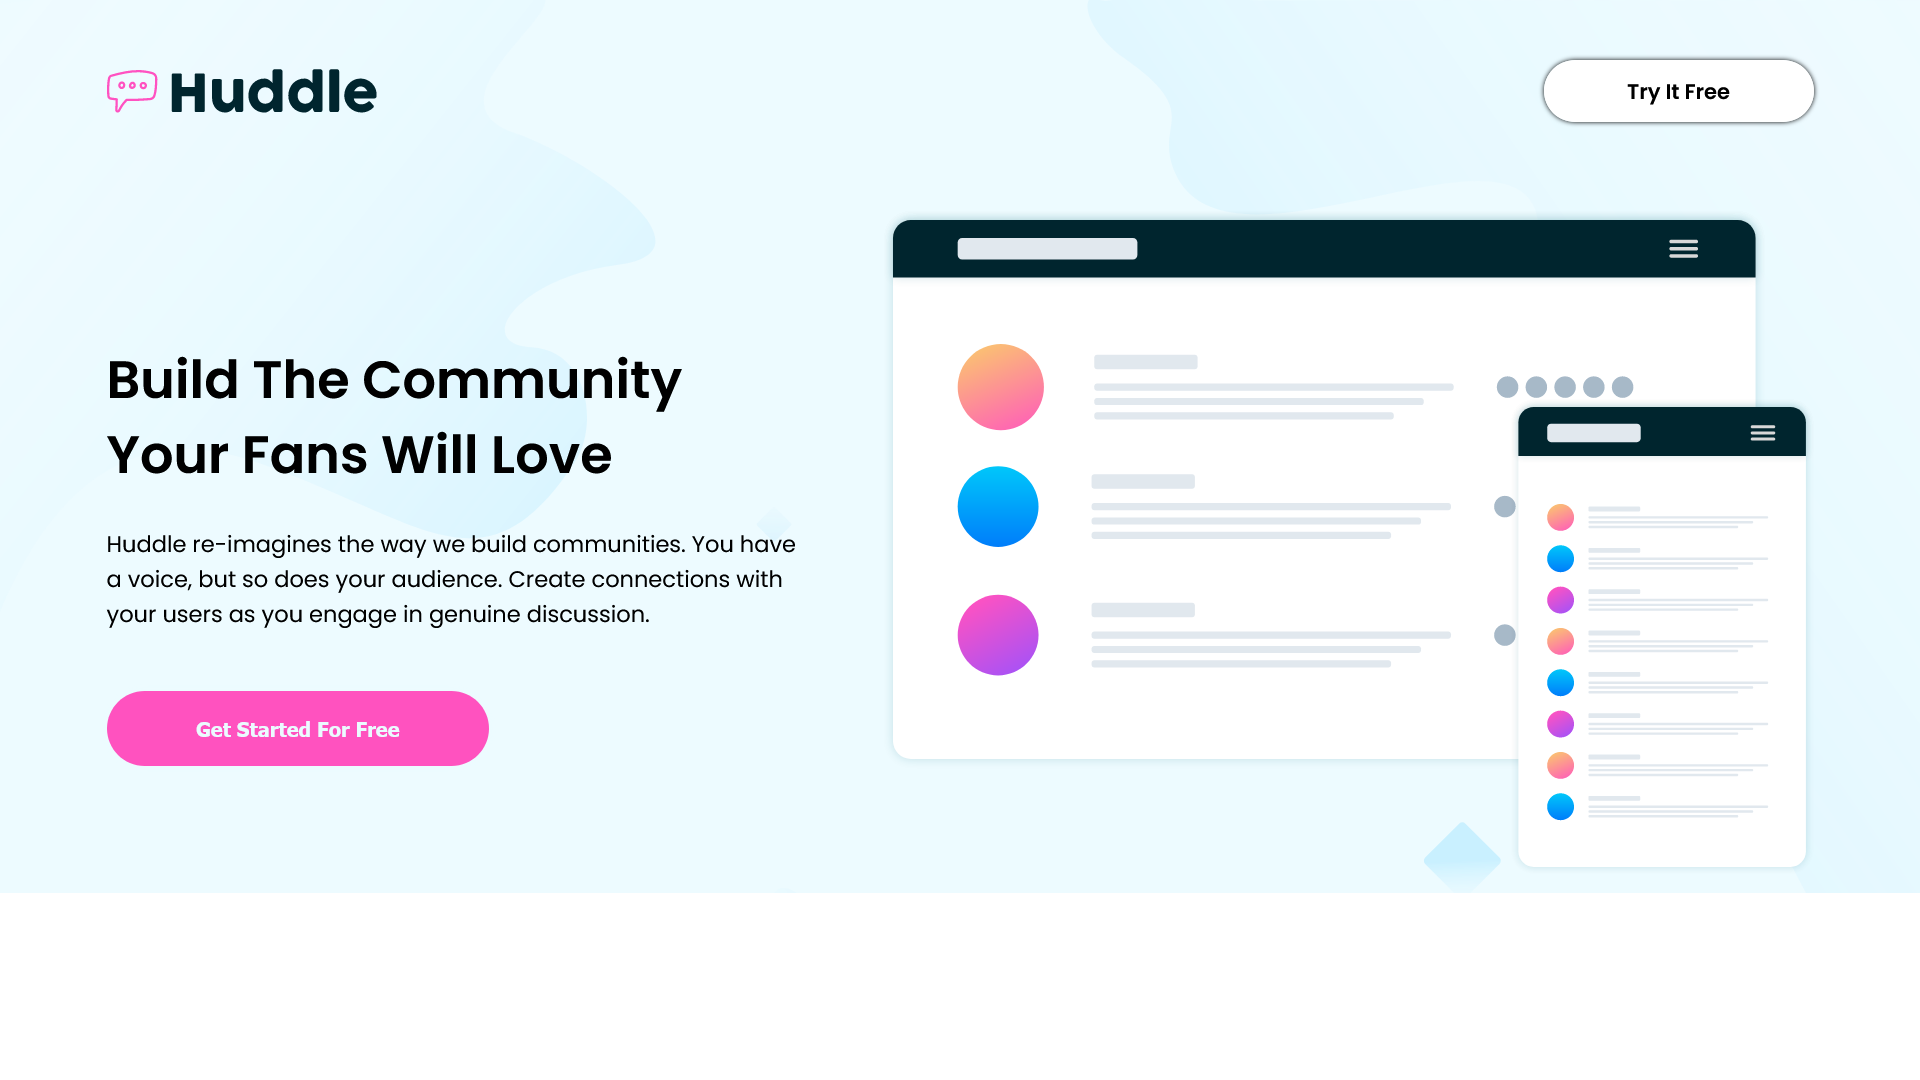 Huddle
Try It Free
Build The Community
Your Fans Will Love
Huddle re-imagines the way we build communities. You have
a voice, but so does your audience. Create connections with
your users as you engage in genuine discussion.
Get Started For Free